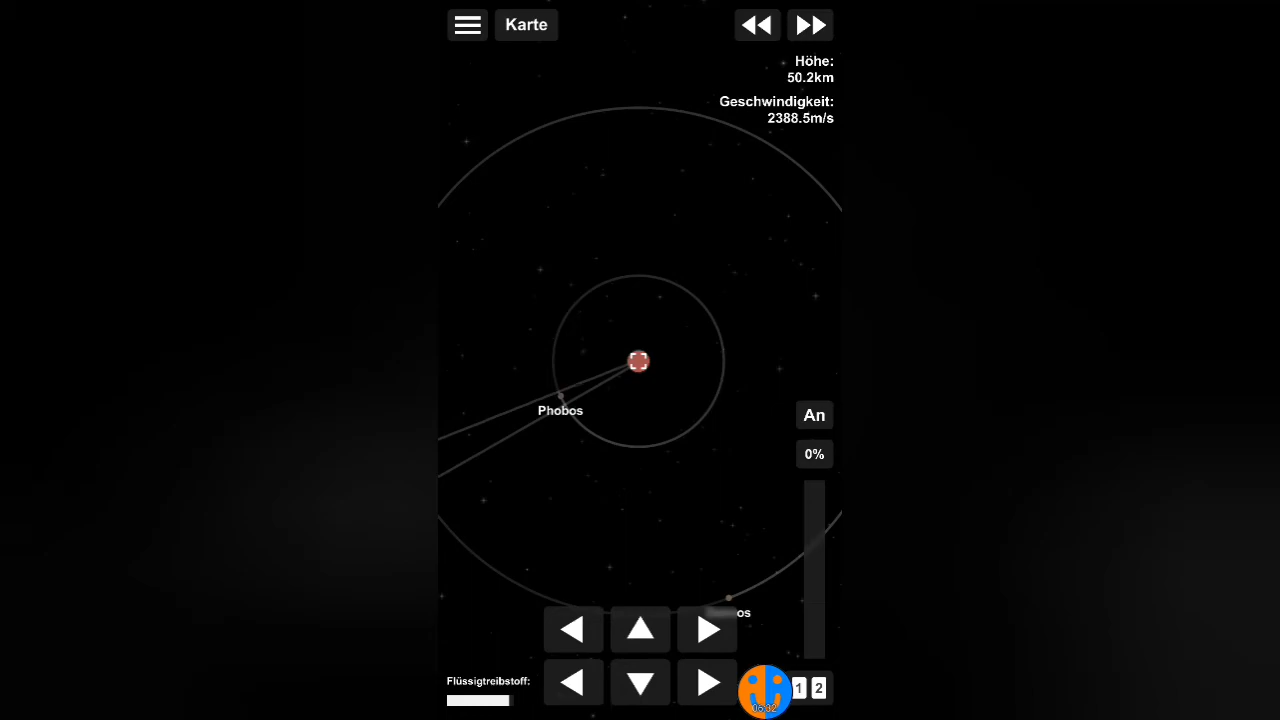 Karte
Höhe:
50.2km
Geschwindigkeit:
2388.5m/s
Phobos
An
0%
Flüssigtreibstoff:
1 2